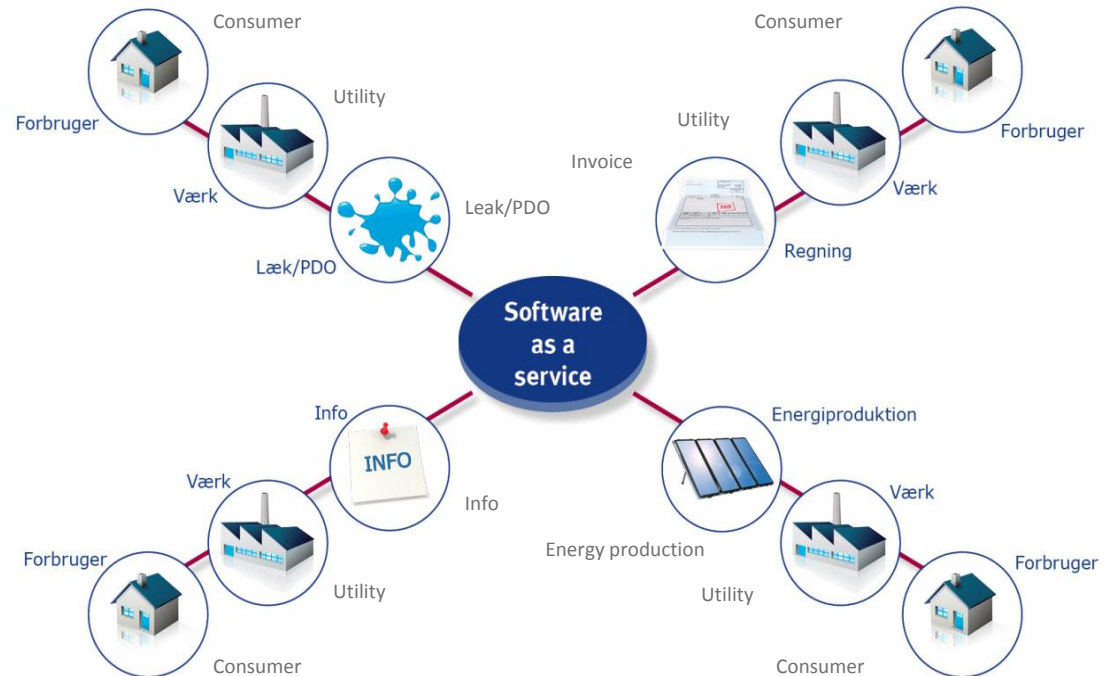 Consumer
Consumer
Utility
Forbruger
Forbruger
Utility
Invoice
Værk
Værk
Leak/PDO
Læk/PDO
Regning
Software
as a
service
Info
Energiproduktion
INFO
Værk
Værk
Info
Energy production
Forbruger
Forbruger
Utility
Utility
Consumer
Consumer